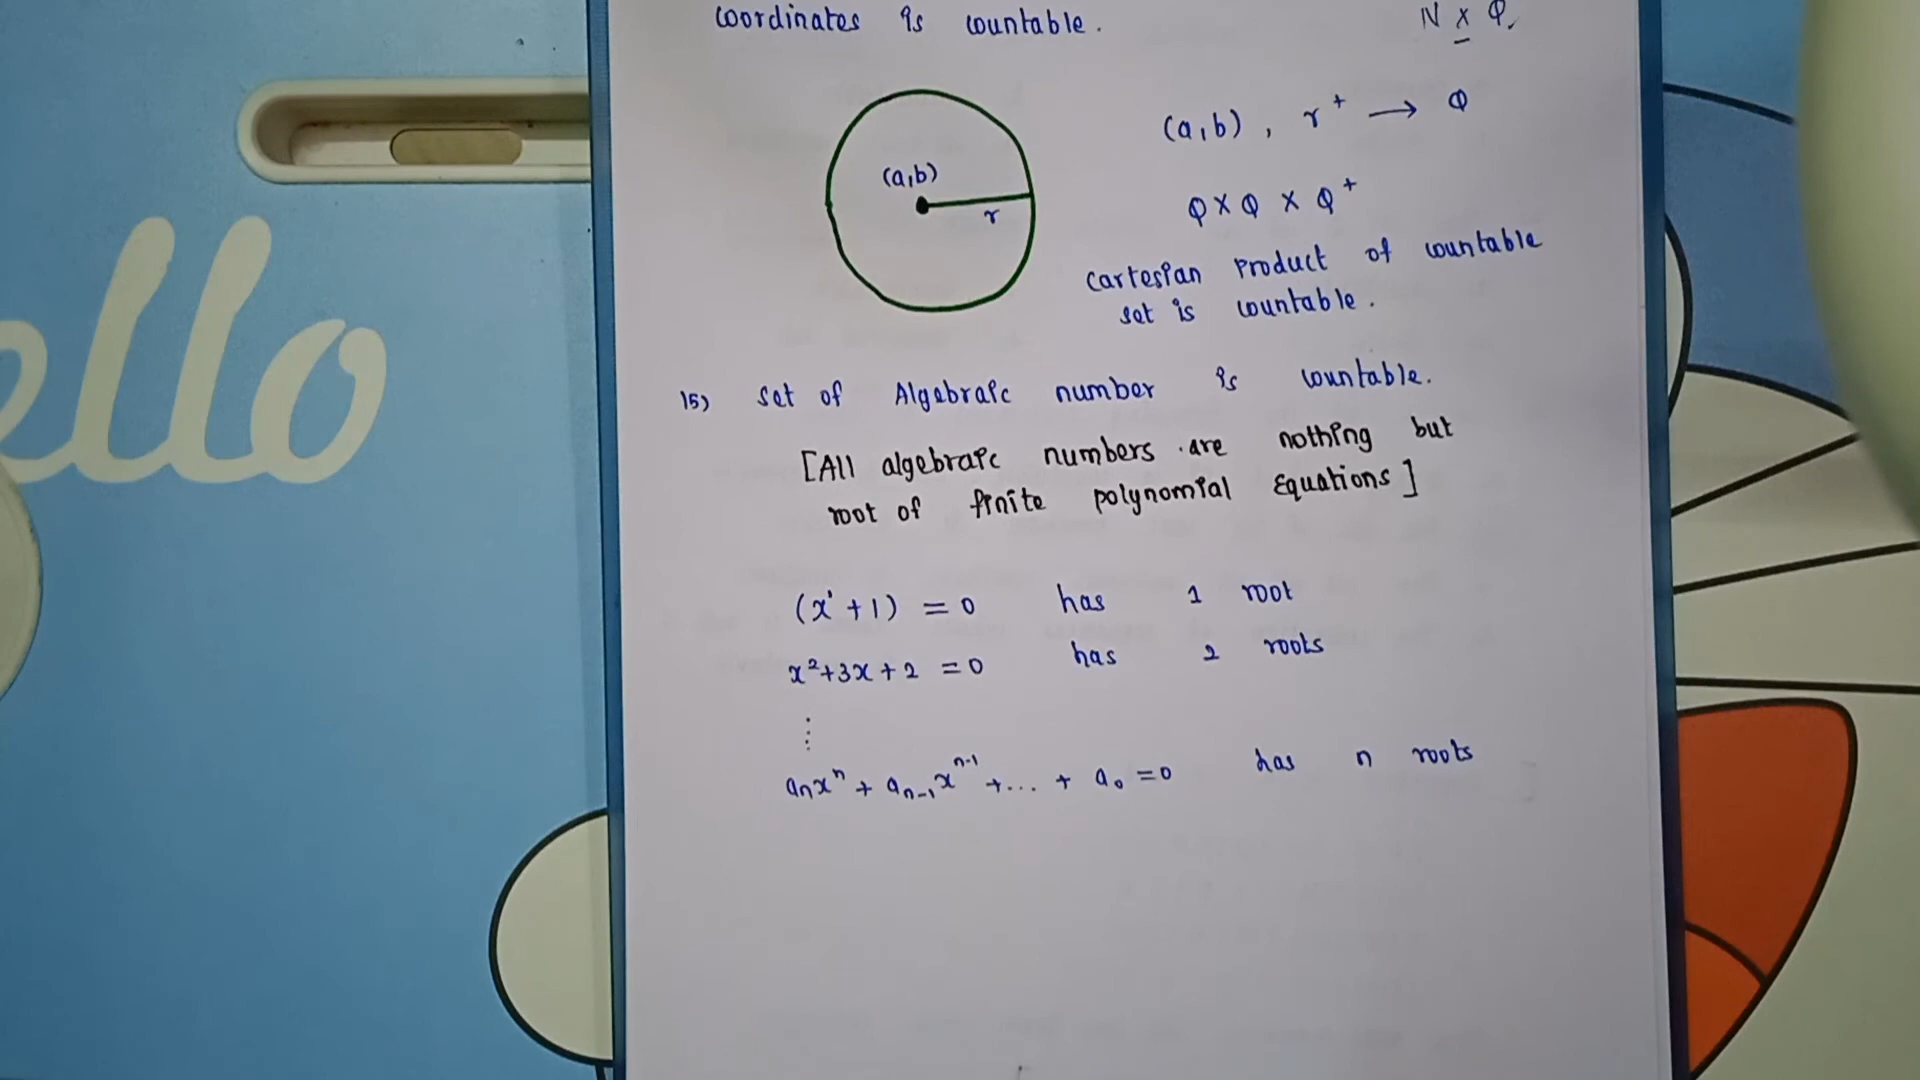 coordinates is countable.
N x Q
(a,b), r⁺ → Q
(a,b)
r
Q x Q x Q⁺
cartesian product of countable
set is countable.
15) set of Algebraic number is countable.
[All algebraic numbers are nothing but
root of finite polynomial Equations]
(x¹+1) = 0 has 1 root
x²+3x+2 = 0 has 2 roots
⋮
aₙxⁿ + aₙ₋₁xⁿ⁻¹ +... + a₀ = 0 has n roots
ello